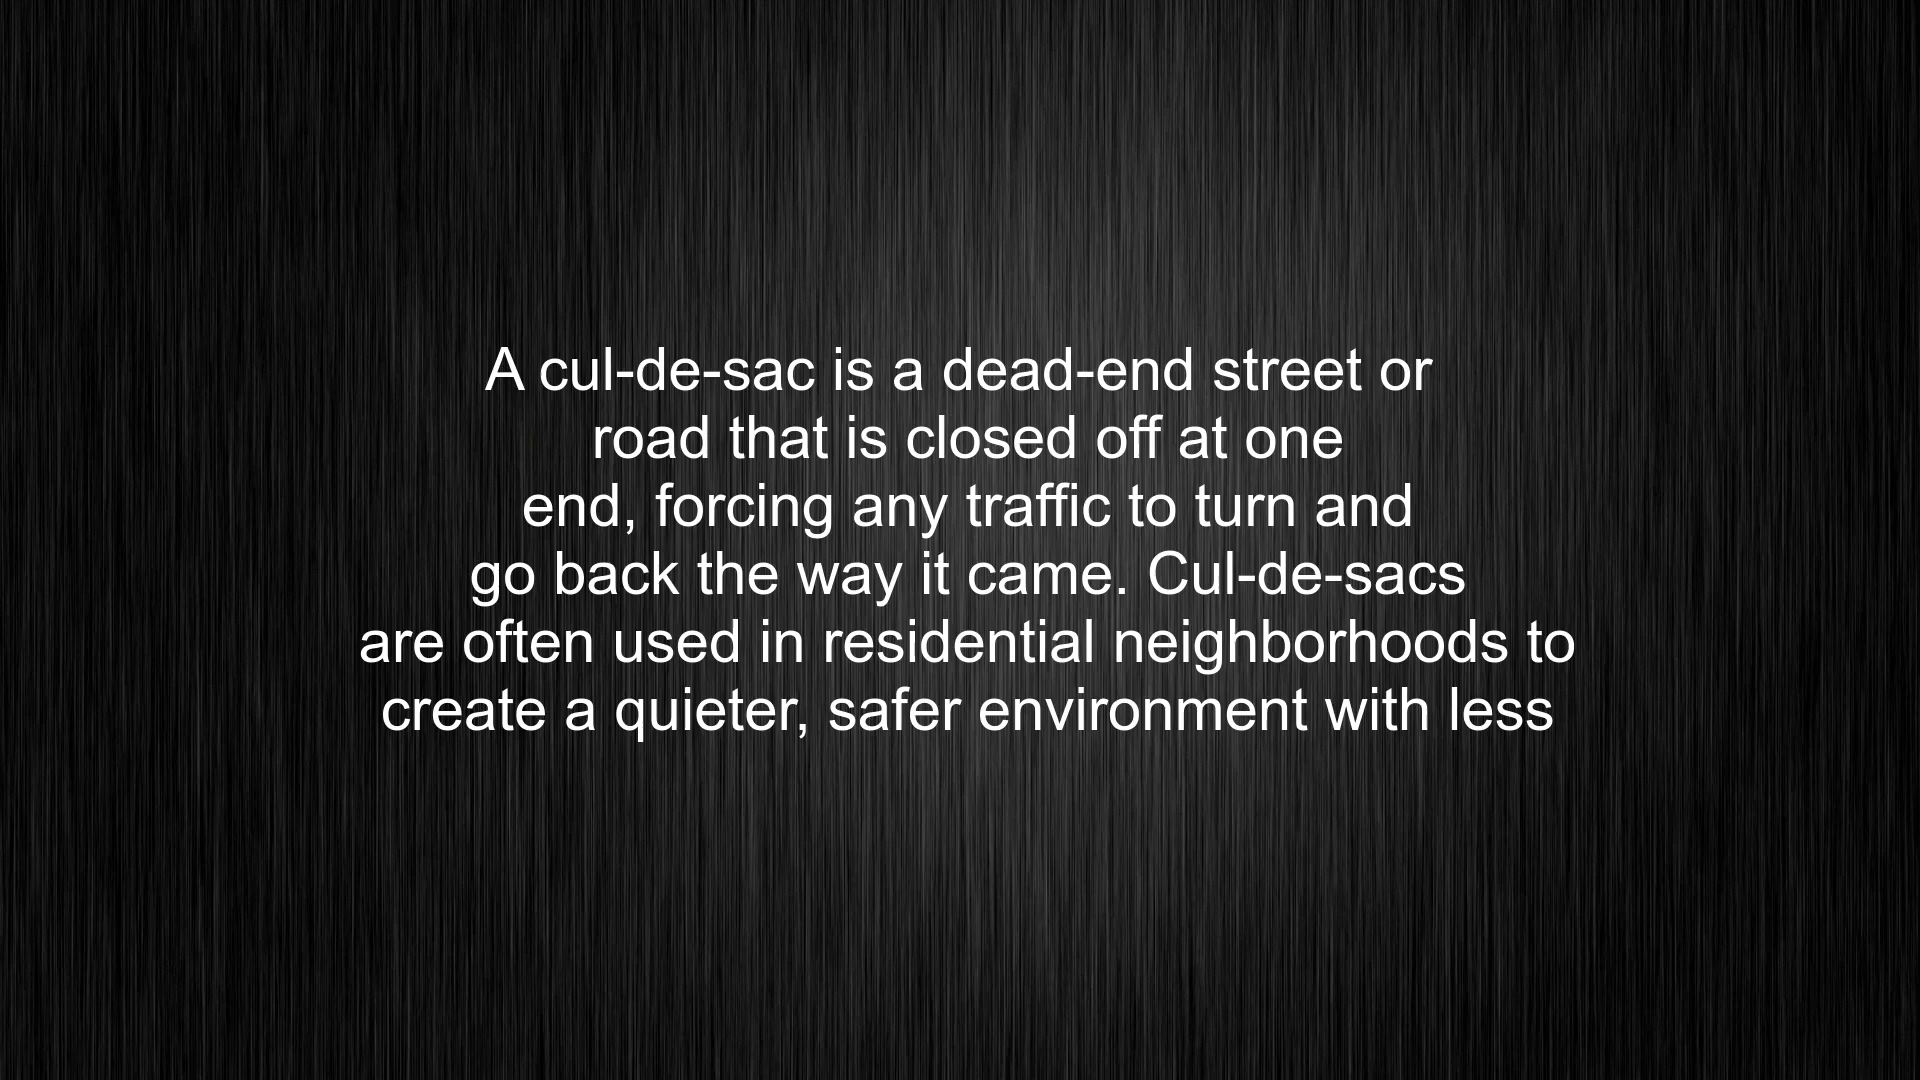 A cul-de-sac is a dead-end street or
road that is closed off at one
end, forcing any traffic to turn and
go back the way it came. Cul-de-sacs
are often used in residential neighborhoods to
create a quieter, safer environment with less